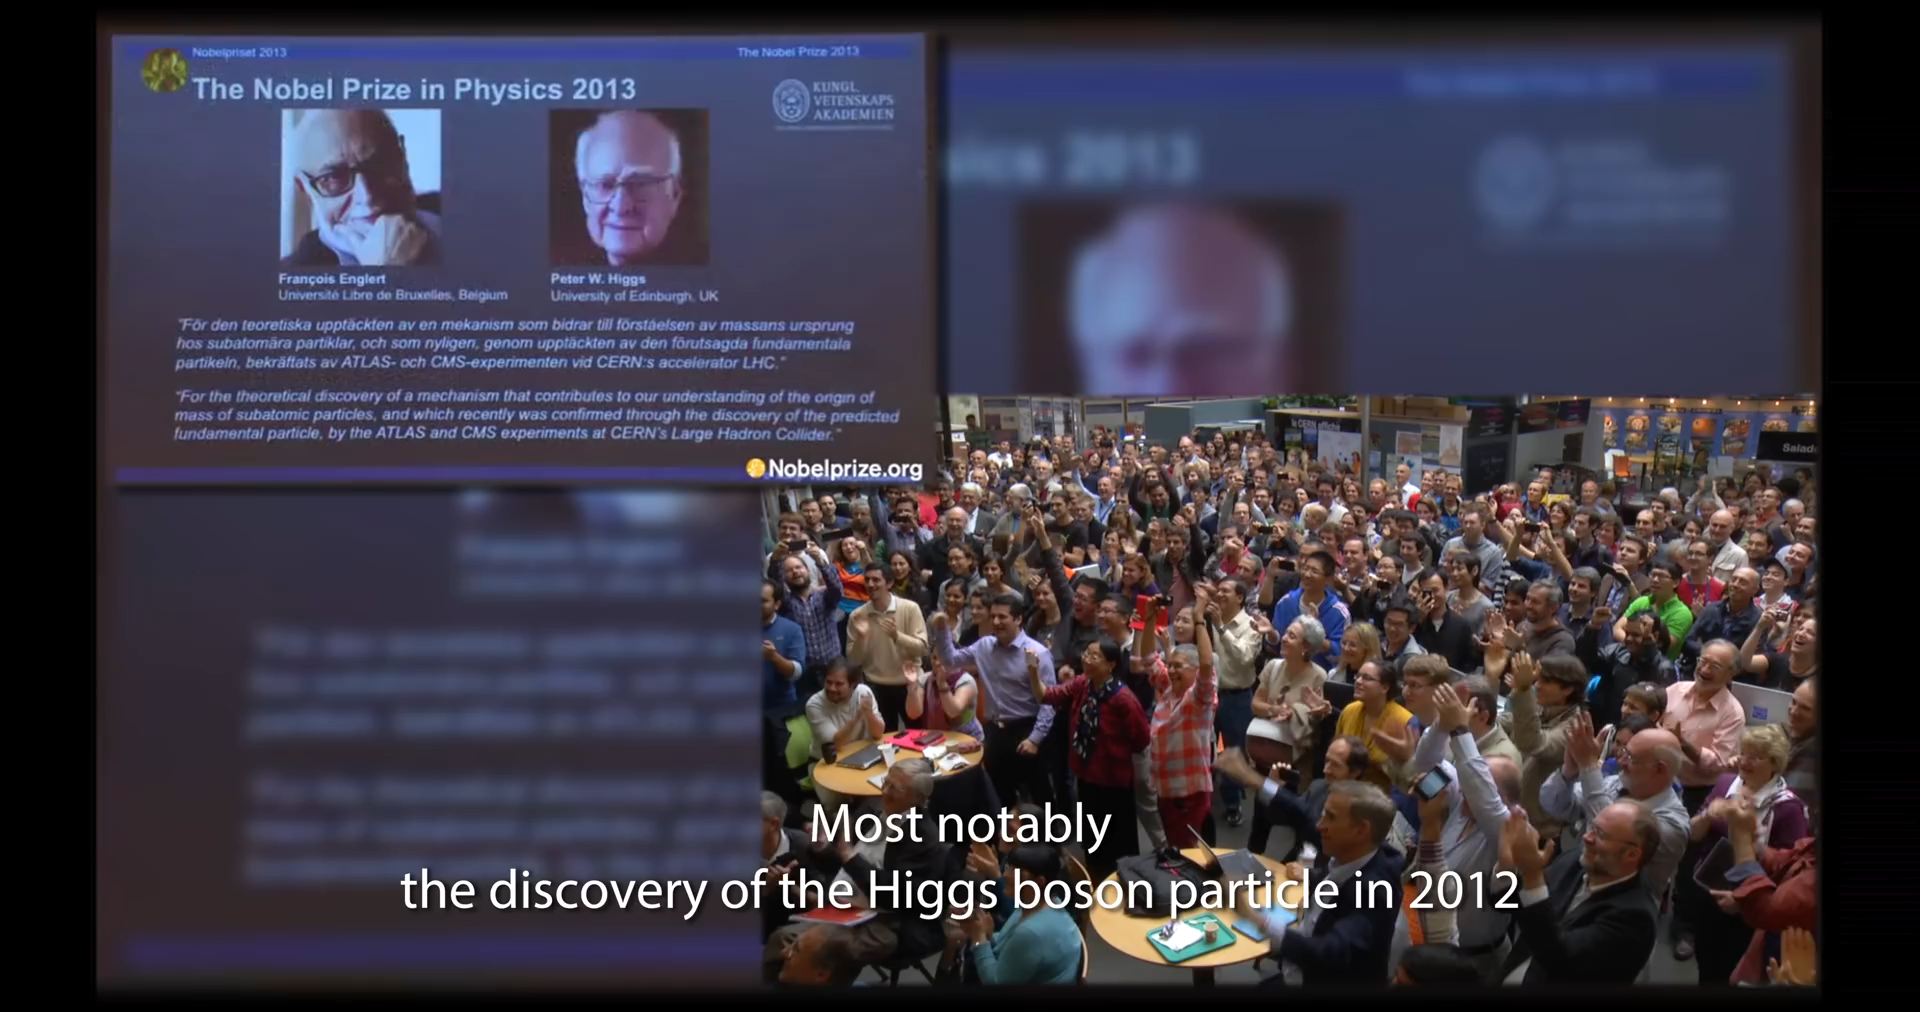 Nobelpriset 2013
The Nobel Prize 2013
The Nobel Prize in Physics 2013
KUNGL.
VETENSKAPS
AKADEMIEN
François Englert
Université Libre de Bruxelles, Belgium
Peter W. Higgs
University of Edinburgh, UK
"För den teoretiska upptäckten av en mekanism som bidrar till förståelsen av massans ursprung
hos subatomära partiklar, och som nyligen, genom upptäckten av den förutsagda fundamentala
partikeln, bekräftats av ATLAS- och CMS-experimenten vid CERN:s accelerator LHC."
"For the theoretical discovery of a mechanism that contributes to our understanding of the origin of
mass of subatomic particles, and which recently was confirmed through the discovery of the predicted
fundamental particle, by the ATLAS and CMS experiments at CERN's Large Hadron Collider."
Nobelprize.org
sics 2013
le CERN officie
Salad
Most notably
the discovery of the Higgs boson particle in 2012